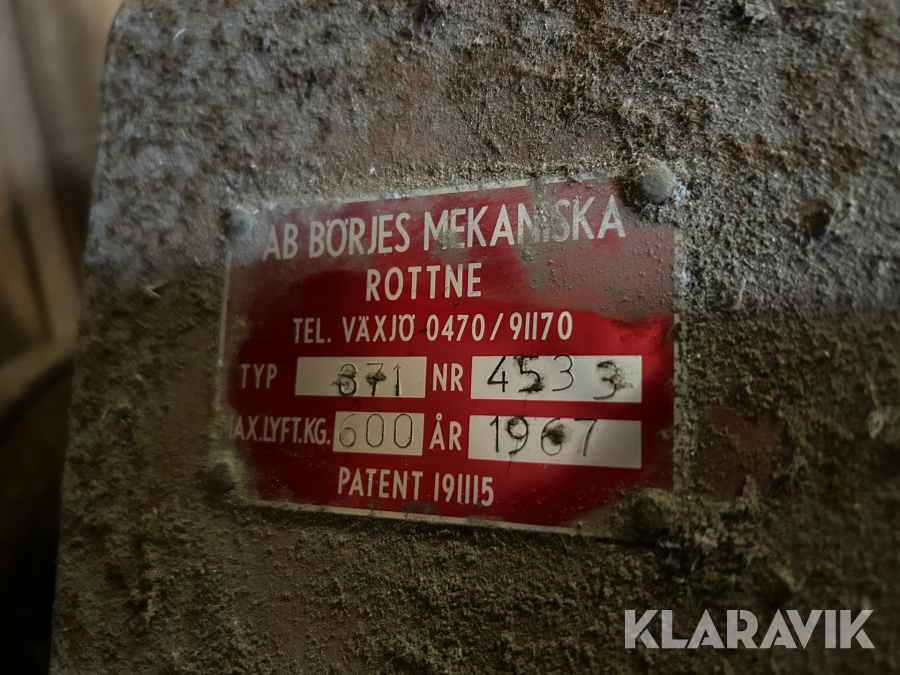 AB BÖRJES MEKANISKA
ROTTNE
TEL. VÄXJÖ 0470/91170
TYP 371 NR 4533
MAX.LYFT.KG. 600 ÅR 1967
PATENT 191115
KLARAVIK